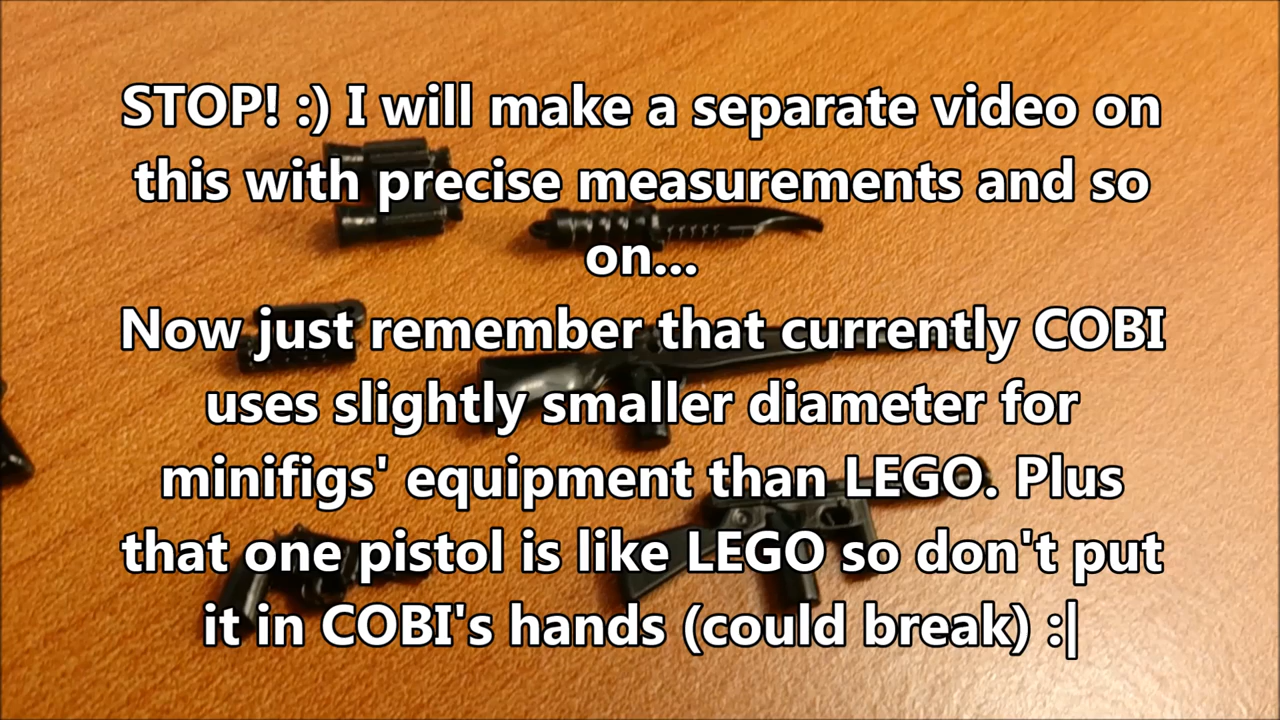 STOP! :) I will make a separate video on
this with precise measurements and so
on...
Now just remember that currently COBI
uses slightly smaller diameter for
minifigs' equipment than LEGO. Plus
that one pistol is like LEGO so don't put
it in COBI's hands (could break) :|